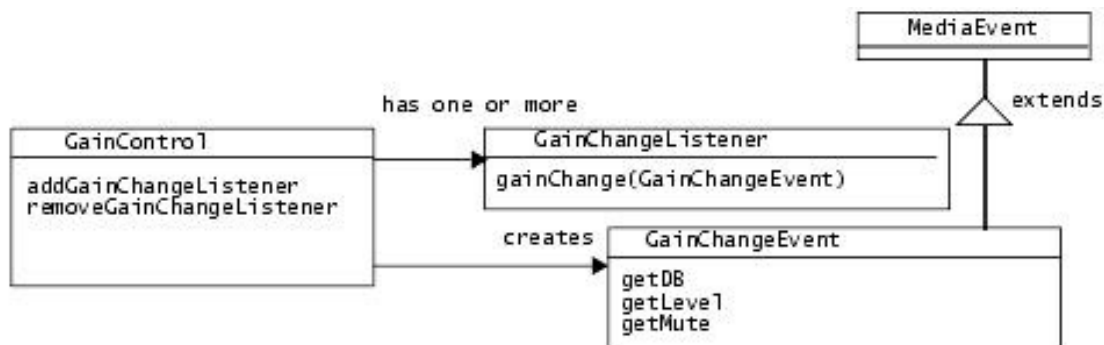 MediaEvent
extends
has one or more
GainControl
addGainChangeListener
removeGainChangeListener
GainChangeListener
gainChange(GainChangeEvent)
creates
GainChangeEvent
getDB
getLevel
getMute